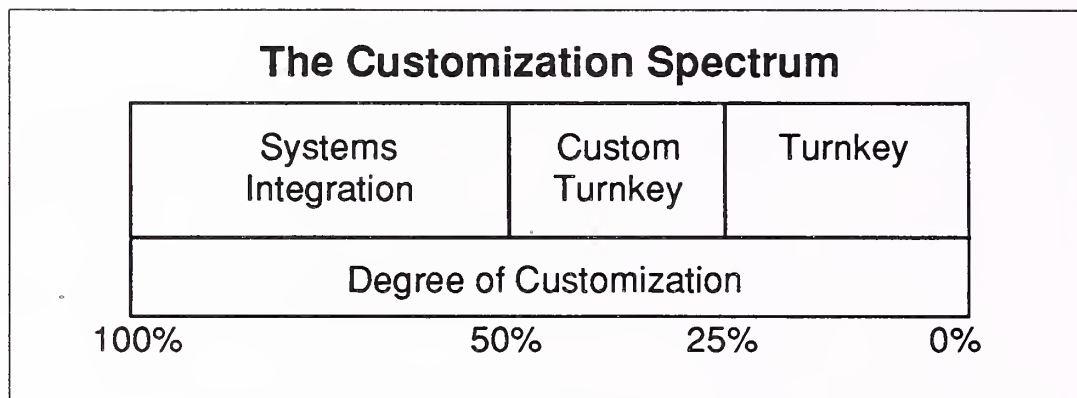 The Customization Spectrum
Systems
Integration
Custom
Turnkey
Turnkey
Degree of Customization
100% 50% 25% 0%